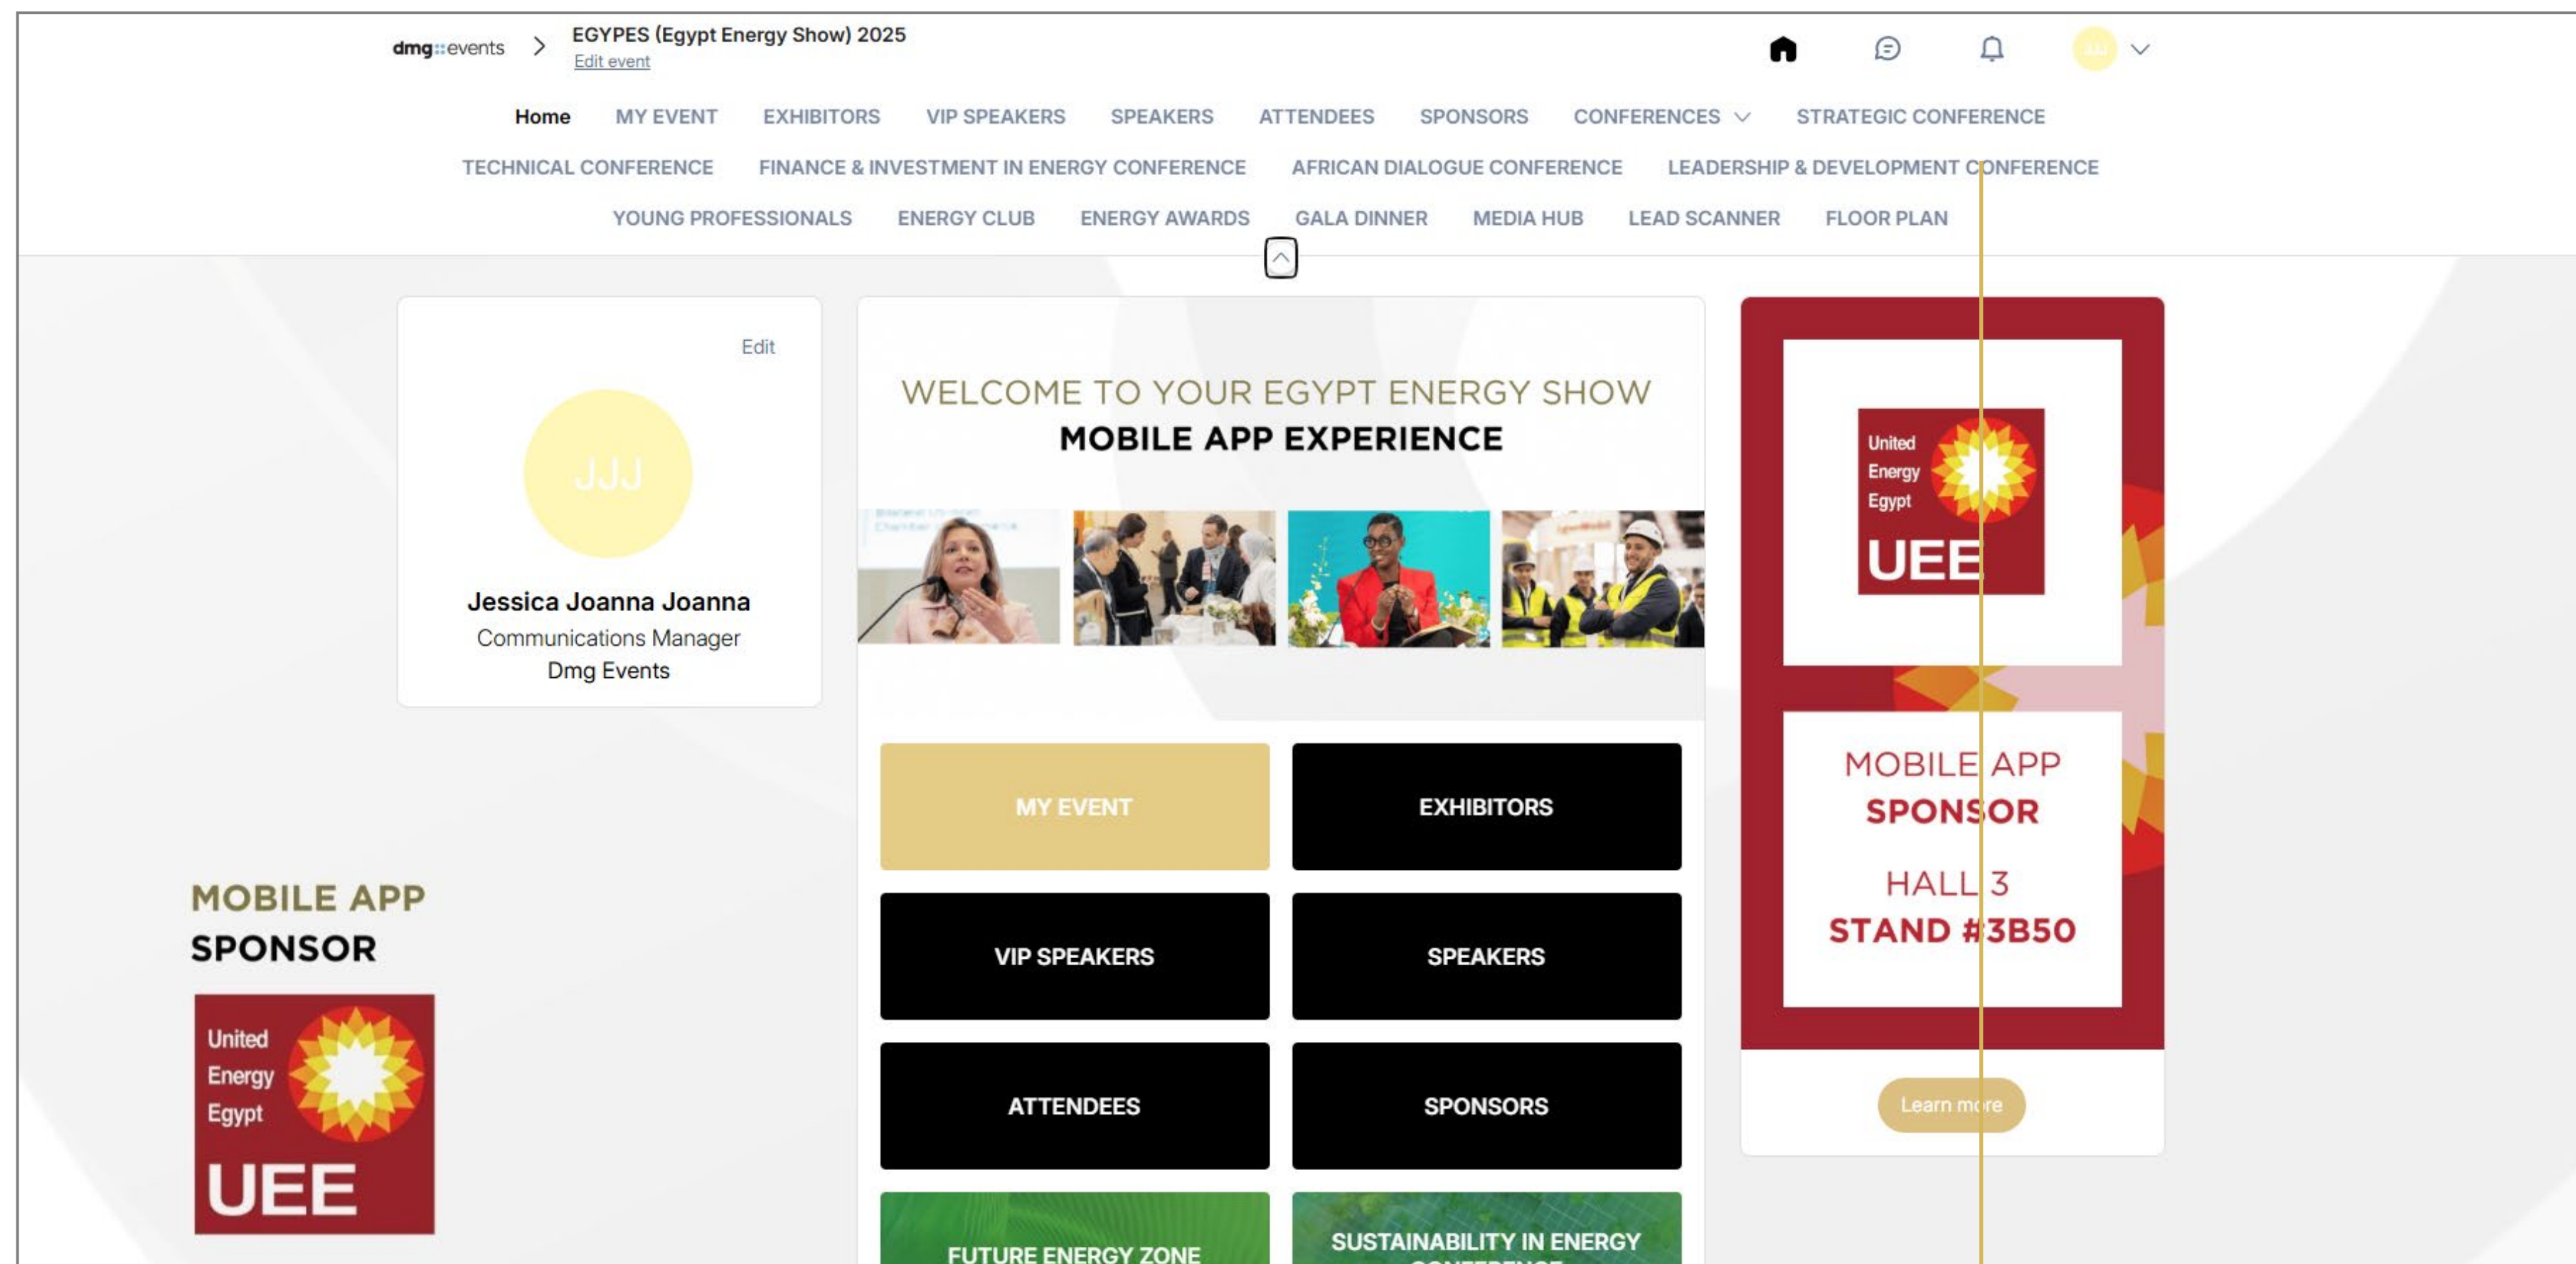 dmg::events > EGYPES (Egypt Energy Show) 2025
Edit event
JJJ
Home MY EVENT EXHIBITORS VIP SPEAKERS SPEAKERS ATTENDEES SPONSORS CONFERENCES STRATEGIC CONFERENCE
TECHNICAL CONFERENCE FINANCE & INVESTMENT IN ENERGY CONFERENCE AFRICAN DIALOGUE CONFERENCE LEADERSHIP & DEVELOPMENT CONFERENCE
YOUNG PROFESSIONALS ENERGY CLUB ENERGY AWARDS GALA DINNER MEDIA HUB LEAD SCANNER FLOOR PLAN
Edit
JJJ
Jessica Joanna Joanna
Communications Manager
Dmg Events
MOBILE APP
SPONSOR
United
Energy
Egypt
UEE
WELCOME TO YOUR EGYPT ENERGY SHOW
MOBILE APP EXPERIENCE
MY EVENT
EXHIBITORS
VIP SPEAKERS
SPEAKERS
ATTENDEES
SPONSORS
FUTURE ENERGY ZONE
SUSTAINABILITY IN ENERGY
CONFERENCE
United
Energy
Egypt
UEE
MOBILE APP
SPONSOR
HALL 3
STAND #3B50
Learn more